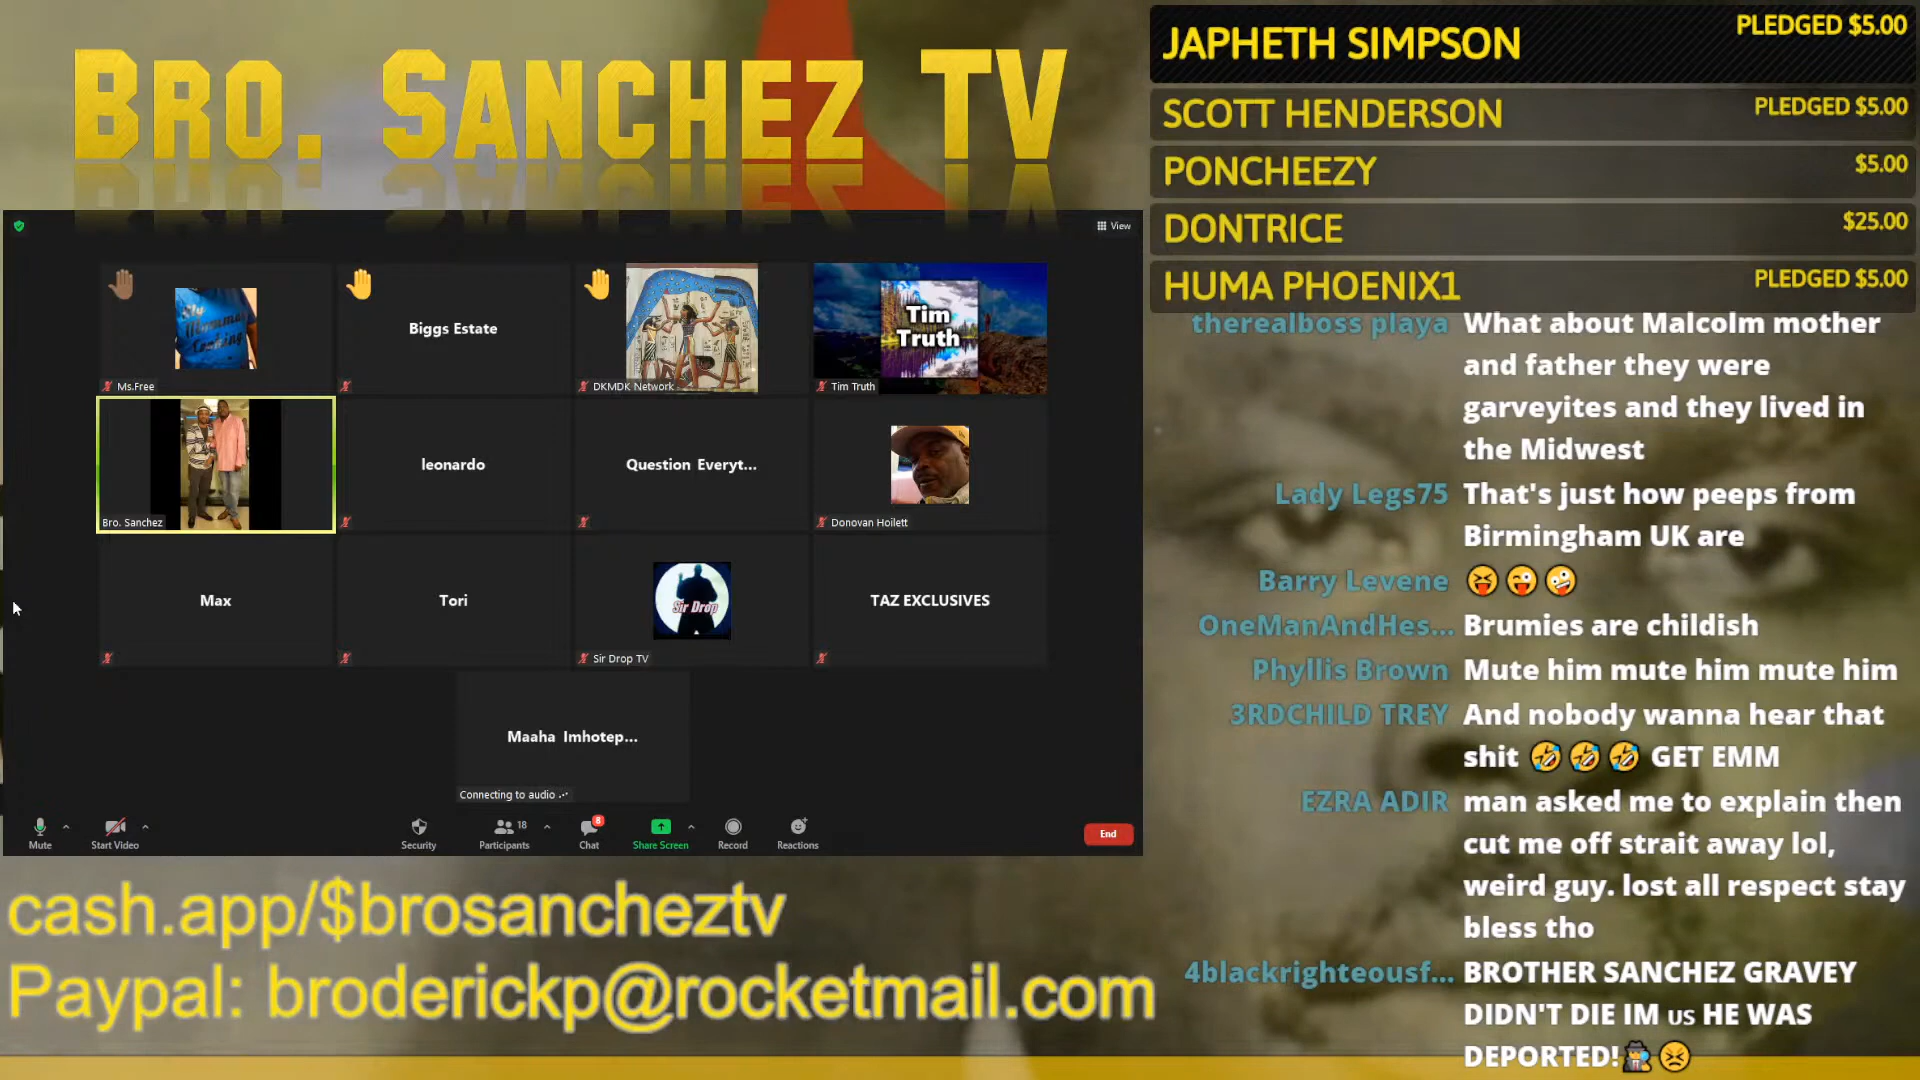 BRO. SANCHEZ TV
JAPHETH SIMPSON PLEDGED $5.00
SCOTT HENDERSON PLEDGED $5.00
PONCHEEZY $5.00
DONTRICE $25.00
HUMA PHOENIX1 PLEDGED $5.00
View
My Mommas Cooking
Ms.Free
Biggs Estate
DKMDK Network
Tim
Truth
Tim Truth
Bro. Sanchez
leonardo
Question Everyt...
Donovan Hoilett
Max
Tori
Sir Drop
Sir Drop TV
TAZ EXCLUSIVES
Maaha Imhotep...
Connecting to audio
Mute
Start Video
Security
18
Participants
8
Chat
Share Screen
Record
Reactions
End
cash.app/$brosancheztv
Paypal: broderickp@rocketmail.com
therealboss playa What about Malcolm mother
and father they were
garveyites and they lived in
the Midwest
Lady Legs75 That's just how peeps from
Birmingham UK are
Barry Levene 😝😜🤪
OneManAndHes... Brumies are childish
Phyllis Brown Mute him mute him mute him
3RDCHILD TREY And nobody wanna hear that
shit 🤣🤣🤣 GET EMM
EZRA ADIR man asked me to explain then
cut me off strait away lol,
weird guy. lost all respect stay
bless tho
4blackrighteousf... BROTHER SANCHEZ GRAVEY
DIDN'T DIE IM us HE WAS
DEPORTED!🕵️😣